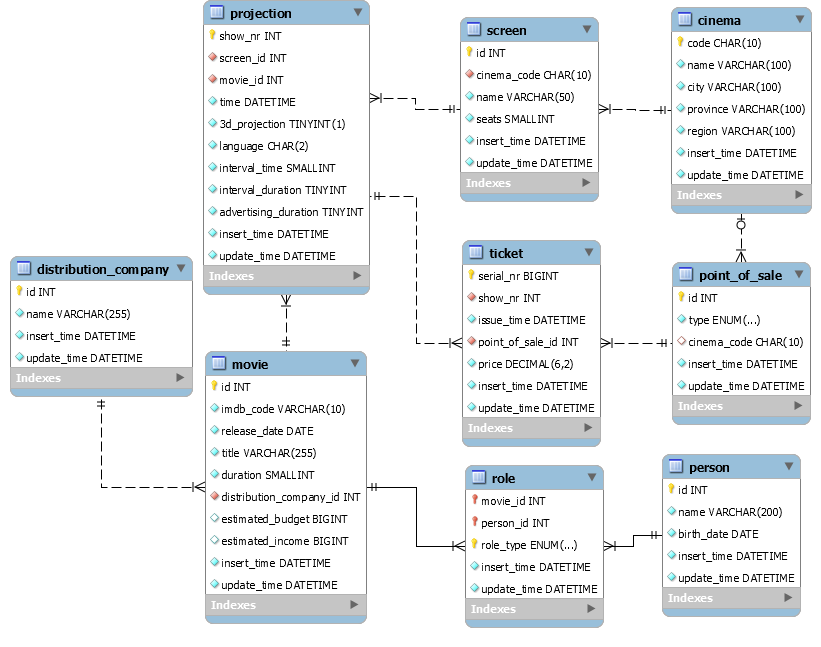 projection
show_nr INT
screen_id INT
movie_id INT
time DATETIME
3d_projection TINYINT(1)
language CHAR(2)
interval_time SMALLINT
interval_duration TINYINT
advertising_duration TINYINT
insert_time DATETIME
update_time DATETIME
Indexes
screen
id INT
cinema_code CHAR(10)
name VARCHAR(50)
seats SMALLINT
insert_time DATETIME
update_time DATETIME
Indexes
cinema
code CHAR(10)
name VARCHAR(100)
city VARCHAR(100)
province VARCHAR(100)
region VARCHAR(100)
insert_time DATETIME
update_time DATETIME
Indexes
distribution_company
id INT
name VARCHAR(255)
insert_time DATETIME
update_time DATETIME
Indexes
ticket
serial_nr BIGINT
show_nr INT
issue_time DATETIME
point_of_sale_id INT
price DECIMAL(6,2)
insert_time DATETIME
update_time DATETIME
Indexes
point_of_sale
id INT
type ENUM(...)
cinema_code CHAR(10)
insert_time DATETIME
update_time DATETIME
Indexes
movie
id INT
imdb_code VARCHAR(10)
release_date DATE
title VARCHAR(255)
duration SMALLINT
distribution_company_id INT
estimated_budget BIGINT
estimated_income BIGINT
insert_time DATETIME
update_time DATETIME
Indexes
role
movie_id INT
person_id INT
role_type ENUM(...)
insert_time DATETIME
update_time DATETIME
Indexes
person
id INT
name VARCHAR(200)
birth_date DATE
insert_time DATETIME
update_time DATETIME
Indexes